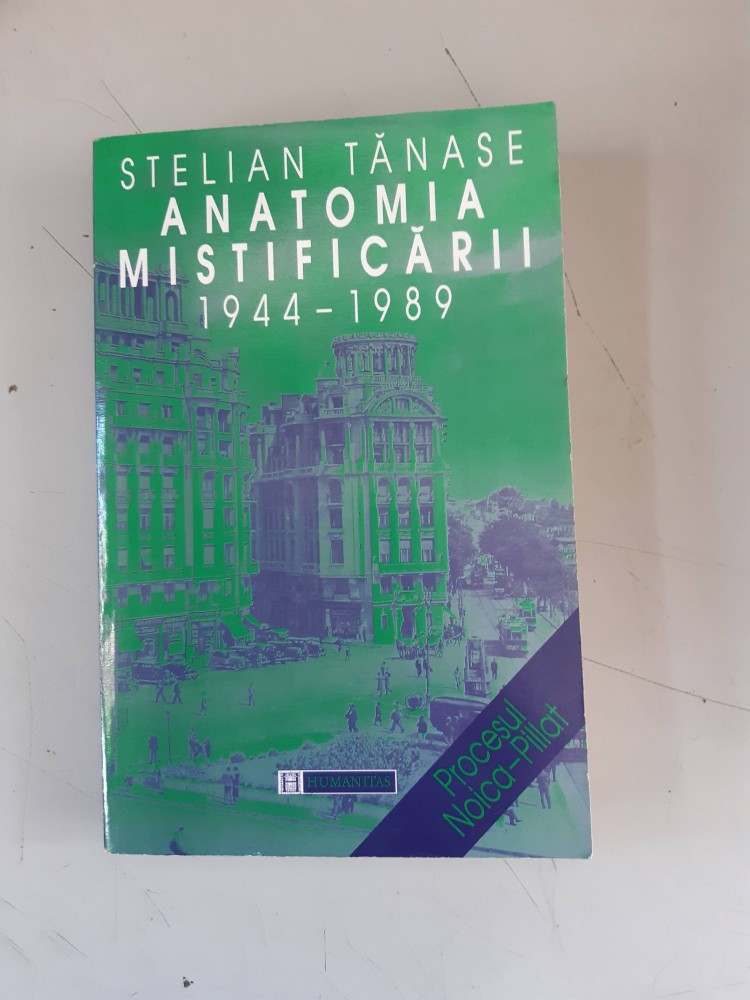 STELIAN TĂNASE
ANATOMIA
MISTIFICĂRII
1944-1989
HUMANITAS
Procesul
Noica-Pillat